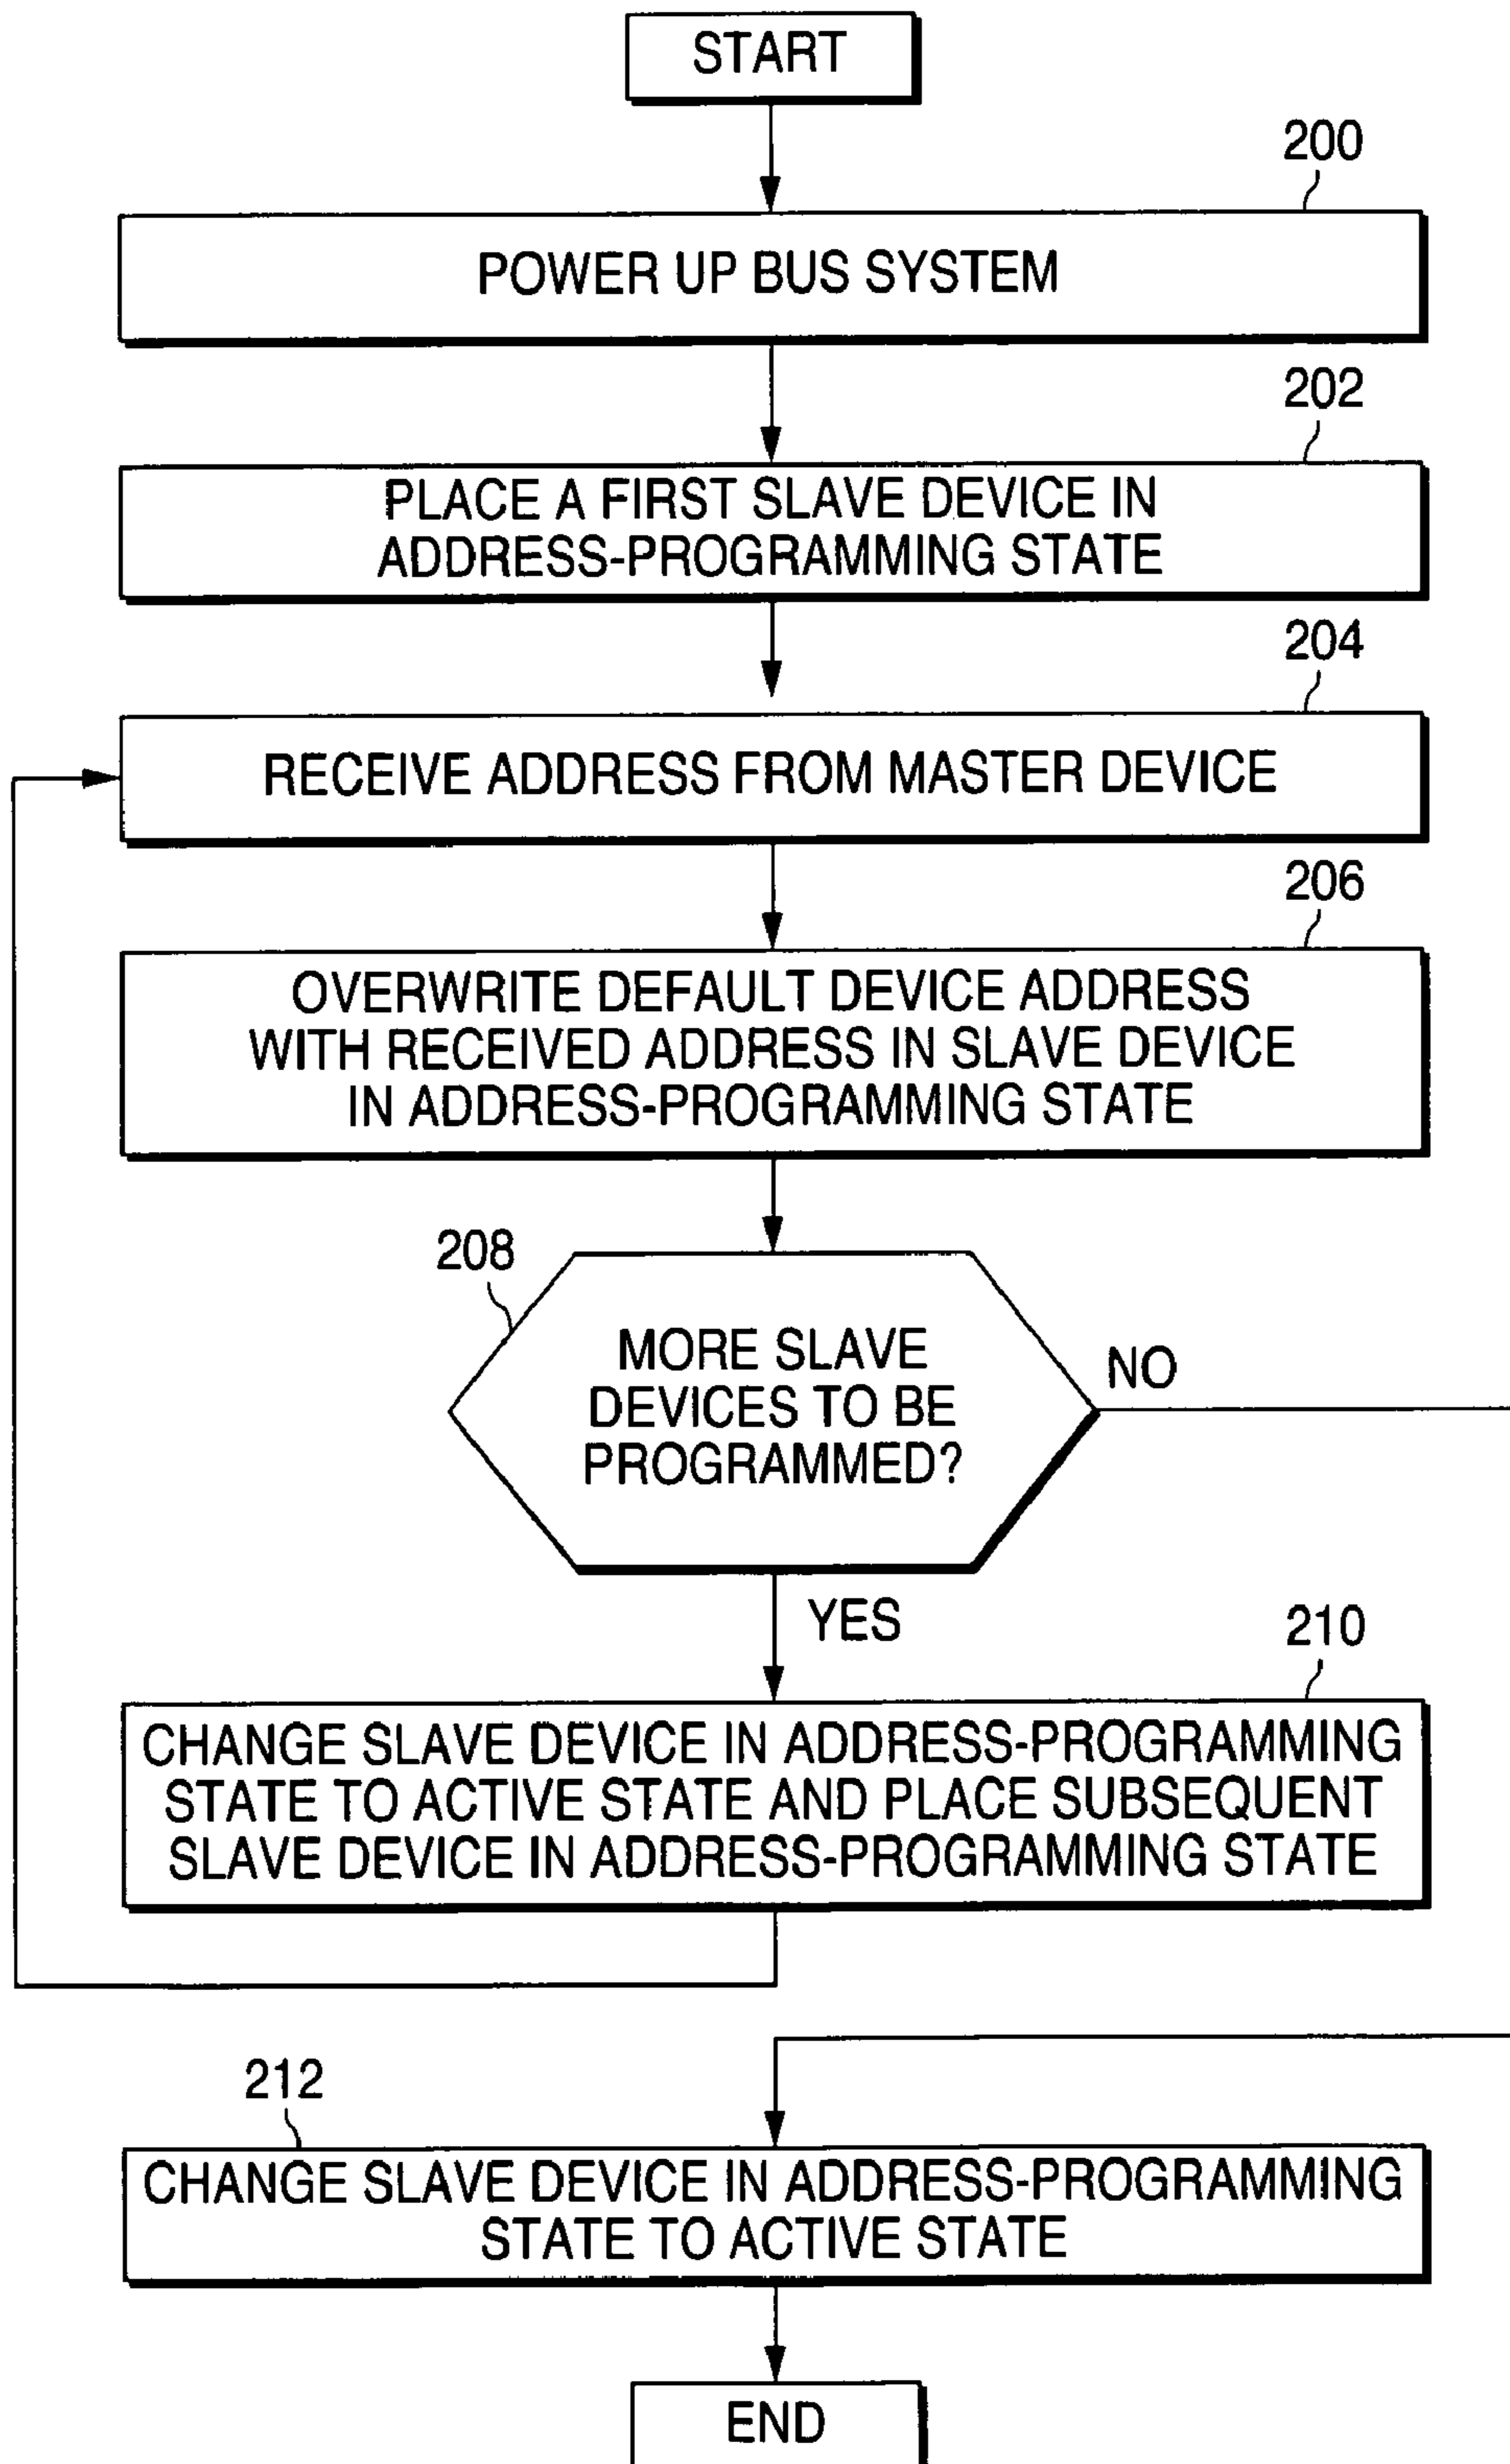 START
200
POWER UP BUS SYSTEM
202
PLACE A FIRST SLAVE DEVICE IN
ADDRESS-PROGRAMMING STATE
204
RECEIVE ADDRESS FROM MASTER DEVICE
206
OVERWRITE DEFAULT DEVICE ADDRESS
WITH RECEIVED ADDRESS IN SLAVE DEVICE
IN ADDRESS-PROGRAMMING STATE
208
MORE SLAVE
DEVICES TO BE
PROGRAMMED?
NO
YES
210
CHANGE SLAVE DEVICE IN ADDRESS-PROGRAMMING
STATE TO ACTIVE STATE AND PLACE SUBSEQUENT
SLAVE DEVICE IN ADDRESS-PROGRAMMING STATE
212
CHANGE SLAVE DEVICE IN ADDRESS-PROGRAMMING
STATE TO ACTIVE STATE
END